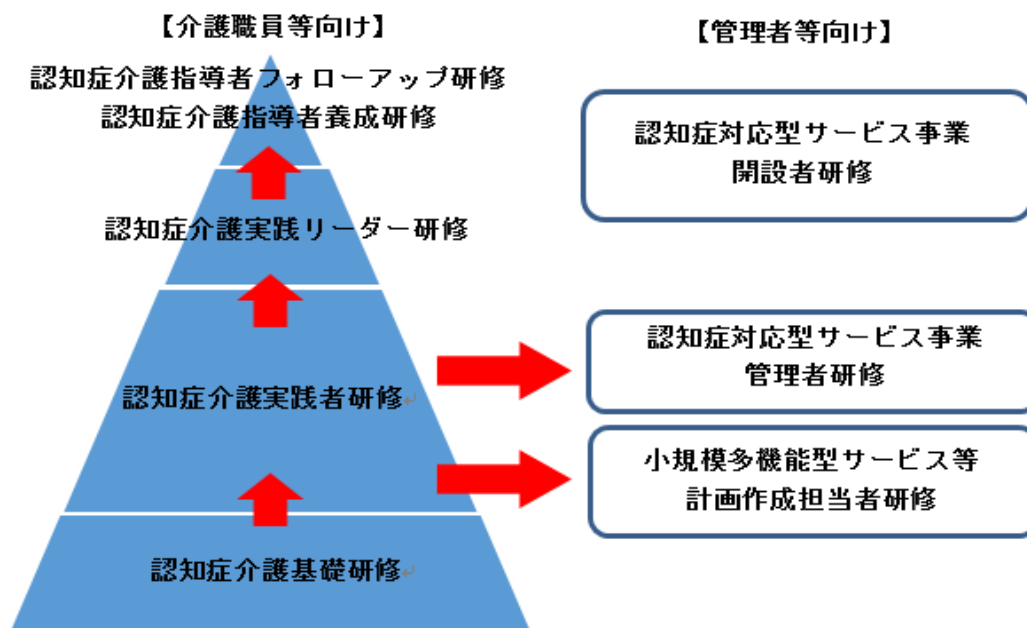 【介護職員等向け】
認知症介護指導者フォローアップ研修
認知症介護指導者養成研修
認知症介護実践リーダー研修
認知症介護実践者研修
認知症介護基礎研修
【管理者等向け】
認知症対応型サービス事業
開設者研修
認知症対応型サービス事業
管理者研修
小規模多機能型サービス等
計画作成担当者研修